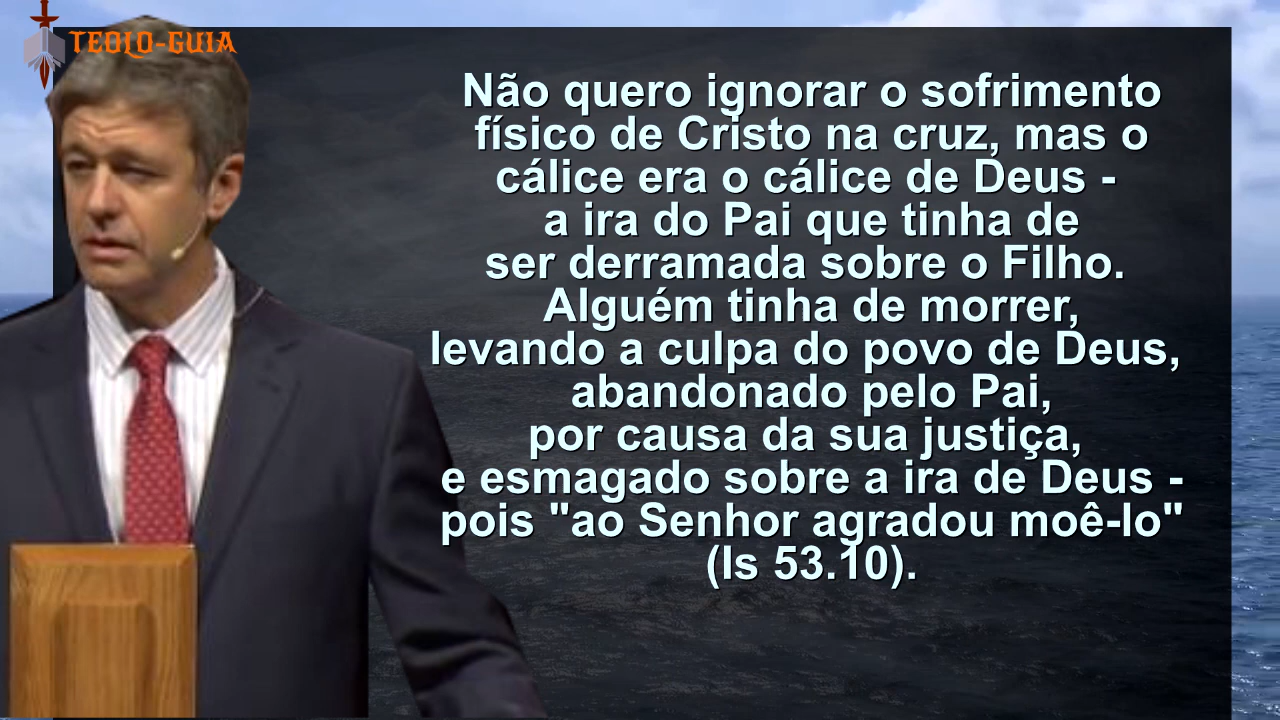 TEOLO-GUIA
Não quero ignorar o sofrimento
físico de Cristo na cruz, mas o
cálice era o cálice de Deus -
a ira do Pai que tinha de
ser derramada sobre o Filho.
Alguém tinha de morrer,
levando a culpa do povo de Deus,
abandonado pelo Pai,
por causa da sua justiça,
e esmagado sobre a ira de Deus -
pois "ao Senhor agradou moê-lo"
(Is 53.10).